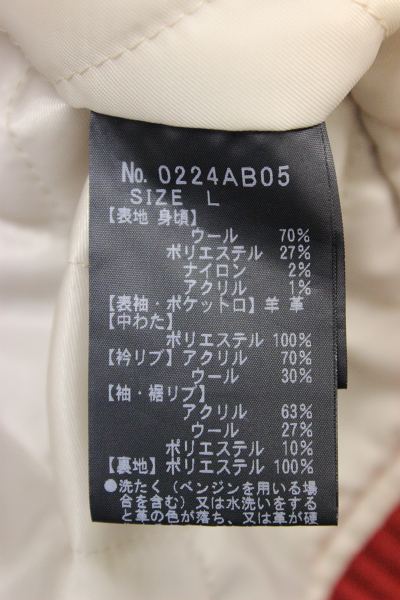 No. 0224AB05
SIZE L
【表地 身頃】
ウール 70%
ポリエステル 27%
ナイロン 2%
アクリル 1%
【表袖・ポケット口】羊 革
【中わた】
ポリエステル 100%
【衿リブ】アクリル 70%
ウール 30%
【袖・裾リブ】
アクリル 63%
ウール 27%
ポリエステル 10%
【裏地】ポリエステル 100%
●洗たく（ベンジンを用いる場
合を含む）又は水洗いをする
と革の色が落ち、又は革が硬